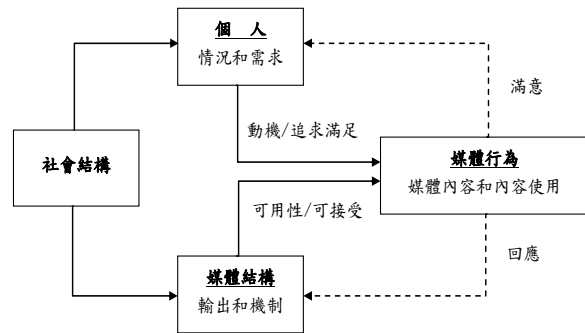 個　人
情況和需求
滿意
動機/追求滿足
社會結構
媒體行為
媒體內容和內容使用
可用性/可接受
回應
媒體結構
輸出和機制